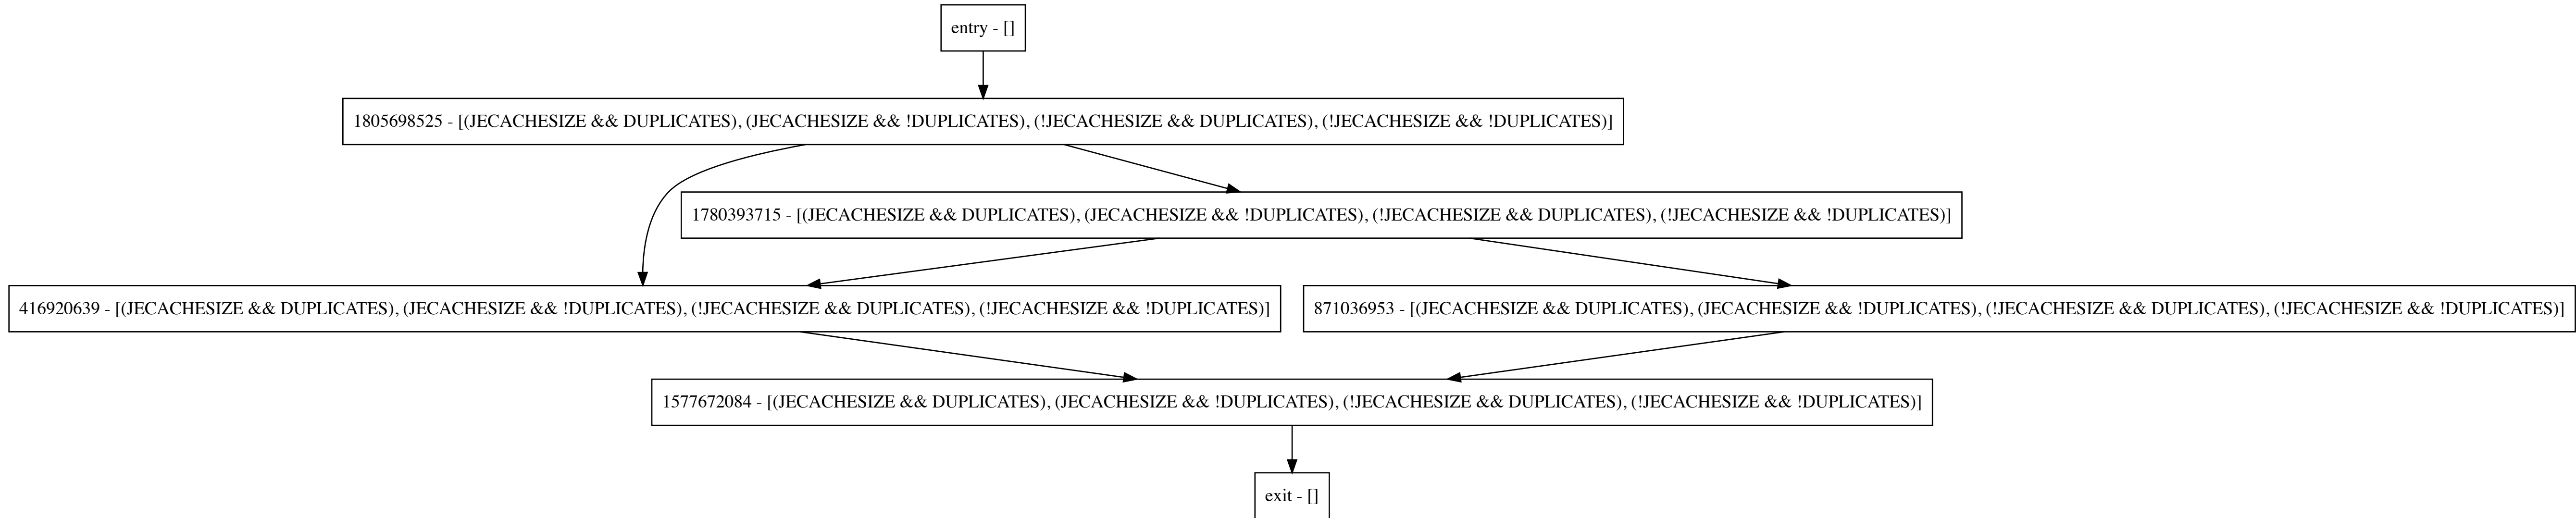 entry - []
1805698525 - [(JECACHESIZE && DUPLICATES), (JECACHESIZE && !DUPLICATES), (!JECACHESIZE && DUPLICATES), (!JECACHESIZE && !DUPLICATES)]
1780393715 - [(JECACHESIZE && DUPLICATES), (JECACHESIZE && !DUPLICATES), (!JECACHESIZE && DUPLICATES), (!JECACHESIZE && !DUPLICATES)]
416920639 - [(JECACHESIZE && DUPLICATES), (JECACHESIZE && !DUPLICATES), (!JECACHESIZE && DUPLICATES), (!JECACHESIZE && !DUPLICATES)]
871036953 - [(JECACHESIZE && DUPLICATES), (JECACHESIZE && !DUPLICATES), (!JECACHESIZE && DUPLICATES), (!JECACHESIZE && !DUPLICATES)]
1577672084 - [(JECACHESIZE && DUPLICATES), (JECACHESIZE && !DUPLICATES), (!JECACHESIZE && DUPLICATES), (!JECACHESIZE && !DUPLICATES)]
exit - []